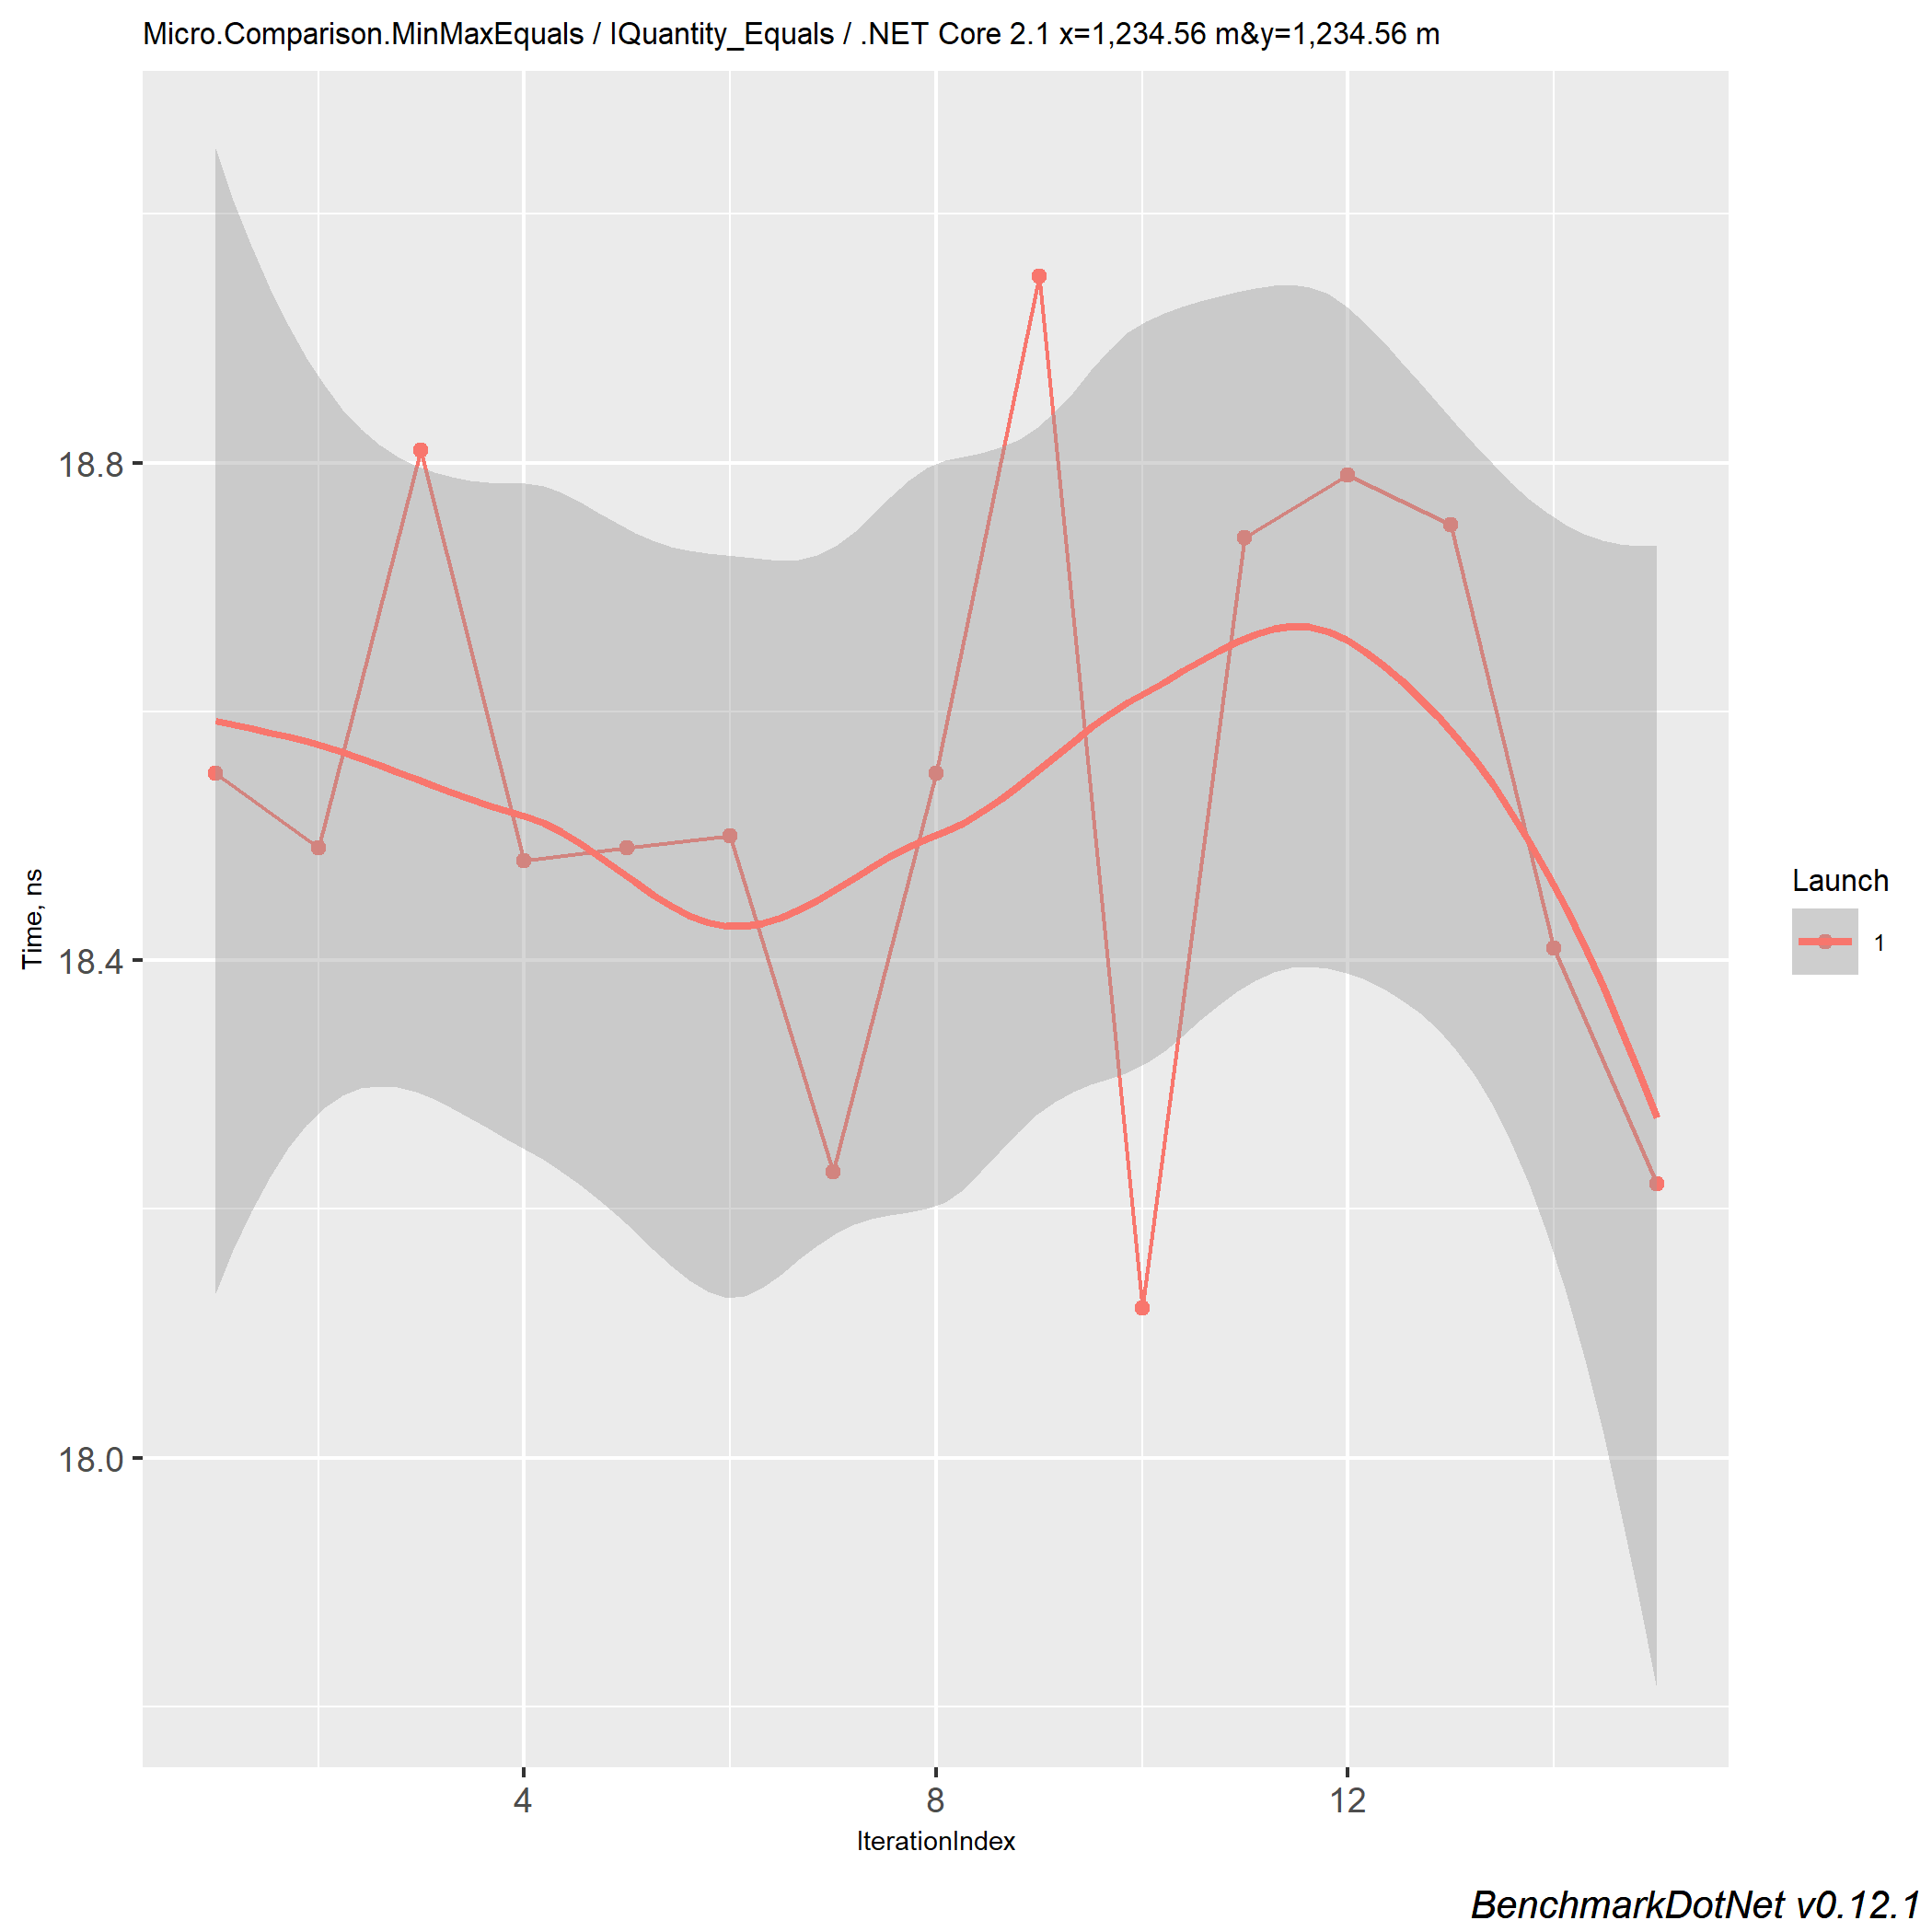 Micro.Comparison.MinMaxEquals / IQuantity_Equals / .NET Core 2.1 x=1,234.56 m&y=1,234.56 m
18.8
18.4
18.0
Time, ns
4 8 12
IterationIndex
Launch
1
BenchmarkDotNet v0.12.1